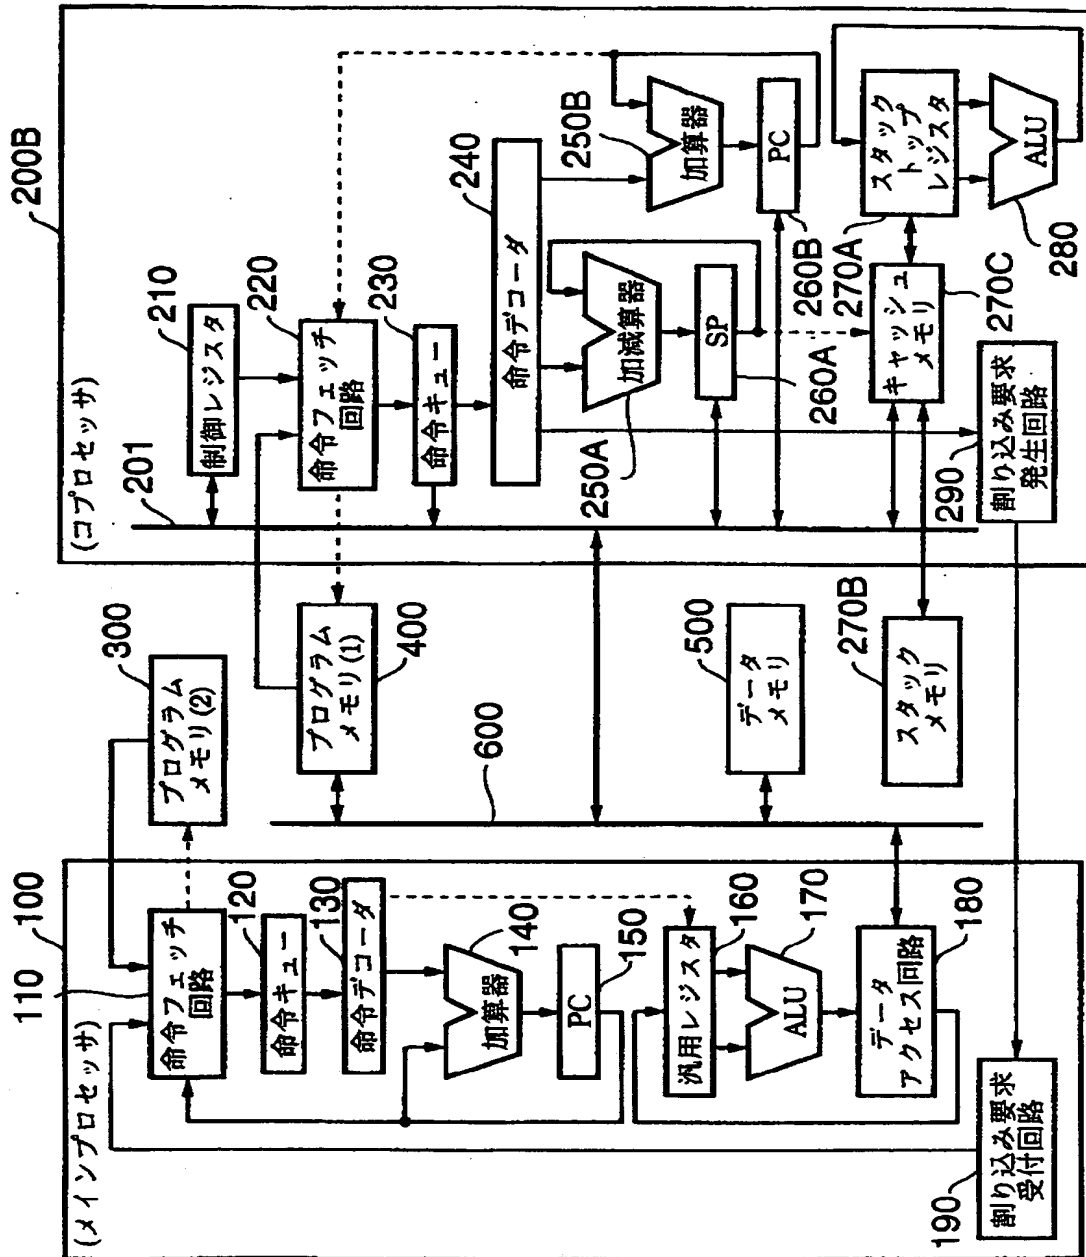 (メインプロセッサ)
100
110
命令フェッチ
回路
120
命令キュー
130
命令デコーダ
140
加算器
150
PC
160
汎用レジスタ
170
ALU
180
データ
アクセス回路
190
割り込み要求
受付回路
300
プログラム
メモリ(2)
400
プログラム
メモリ(1)
600
500
データ
メモリ
270B
スタック
メモリ
200B
(コプロセッサ)
201
210
制御レジスタ
220
命令フェッチ
回路
230
命令キュー
240
命令デコーダ
250A
加減算器
250B
加算器
260A
SP
260B
PC
270A
スタック
トップ
レジスタ
270C
キャッシュ
メモリ
280
ALU
290
割り込み要求
発生回路